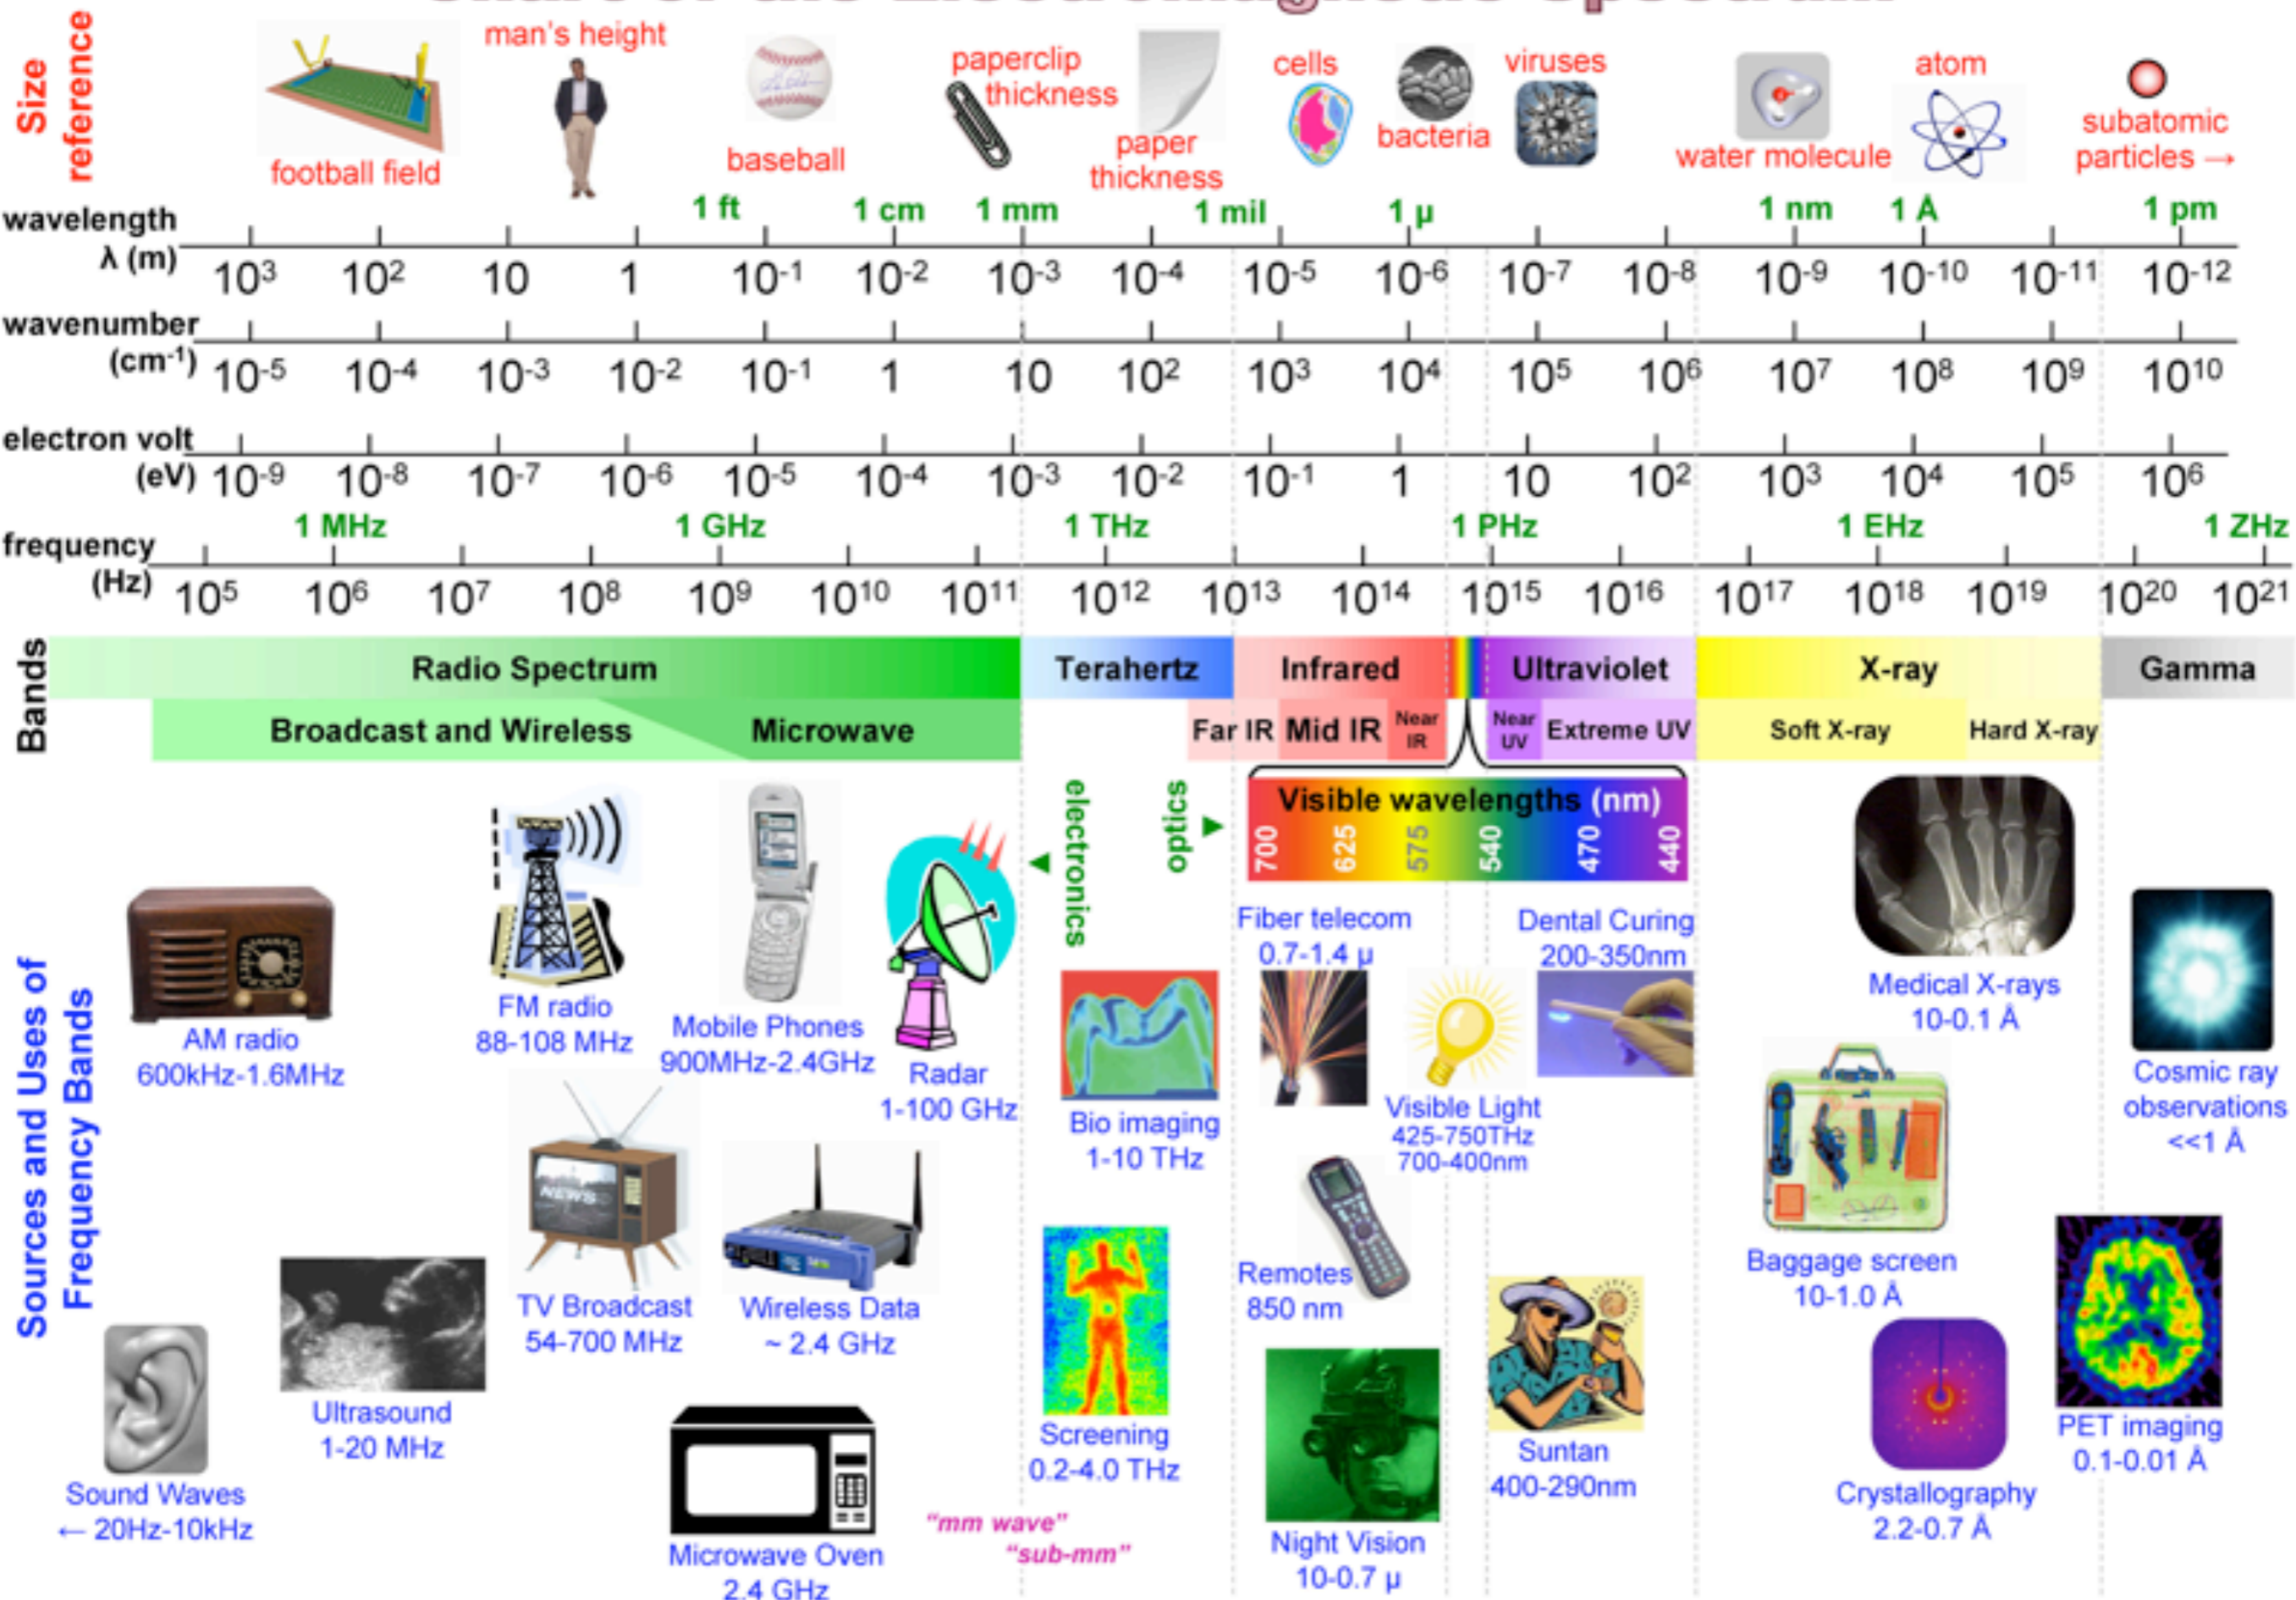 Chart of the Electromagnetic Spectrum
Size reference
football field
man's height
baseball
paperclip thickness
paper thickness
cells
bacteria
viruses
water molecule
atom
subatomic particles →
1 ft 1 cm 1 mm 1 mil 1 µ 1 nm 1 Å 1 pm
wavelength λ (m)
10³ 10² 10 1 10⁻¹ 10⁻² 10⁻³ 10⁻⁴ 10⁻⁵ 10⁻⁶ 10⁻⁷ 10⁻⁸ 10⁻⁹ 10⁻¹⁰ 10⁻¹¹ 10⁻¹²
wavenumber (cm⁻¹)
10⁻⁵ 10⁻⁴ 10⁻³ 10⁻² 10⁻¹ 1 10 10² 10³ 10⁴ 10⁵ 10⁶ 10⁷ 10⁸ 10⁹ 10¹⁰
electron volt (eV)
10⁻⁹ 10⁻⁸ 10⁻⁷ 10⁻⁶ 10⁻⁵ 10⁻⁴ 10⁻³ 10⁻² 10⁻¹ 1 10 10² 10³ 10⁴ 10⁵ 10⁶
1 MHz 1 GHz 1 THz 1 PHz 1 EHz 1 ZHz
frequency (Hz)
10⁵ 10⁶ 10⁷ 10⁸ 10⁹ 10¹⁰ 10¹¹ 10¹² 10¹³ 10¹⁴ 10¹⁵ 10¹⁶ 10¹⁷ 10¹⁸ 10¹⁹ 10²⁰ 10²¹
Bands
Radio Spectrum Terahertz Infrared Ultraviolet X-ray Gamma
Broadcast and Wireless Microwave Far IR Mid IR Near IR Near UV Extreme UV Soft X-ray Hard X-ray
electronics
optics
Visible wavelengths (nm)
700 625 575 540 470 440
Sources and Uses of
Frequency Bands
AM radio
600kHz-1.6MHz
FM radio
88-108 MHz
Mobile Phones
900MHz-2.4GHz
Radar
1-100 GHz
Bio imaging
1-10 THz
Fiber telecom
0.7-1.4 µ
Visible Light
425-750THz
700-400nm
Dental Curing
200-350nm
Medical X-rays
10-0.1 Å
Cosmic ray
observations
<<1 Å
Sound Waves
← 20Hz-10kHz
Ultrasound
1-20 MHz
NEWS
TV Broadcast
54-700 MHz
Wireless Data
~ 2.4 GHz
Microwave Oven
2.4 GHz
"mm wave"
"sub-mm"
Screening
0.2-4.0 THz
Remotes
850 nm
Night Vision
10-0.7 µ
Suntan
400-290nm
Baggage screen
10-1.0 Å
Crystallography
2.2-0.7 Å
PET imaging
0.1-0.01 Å